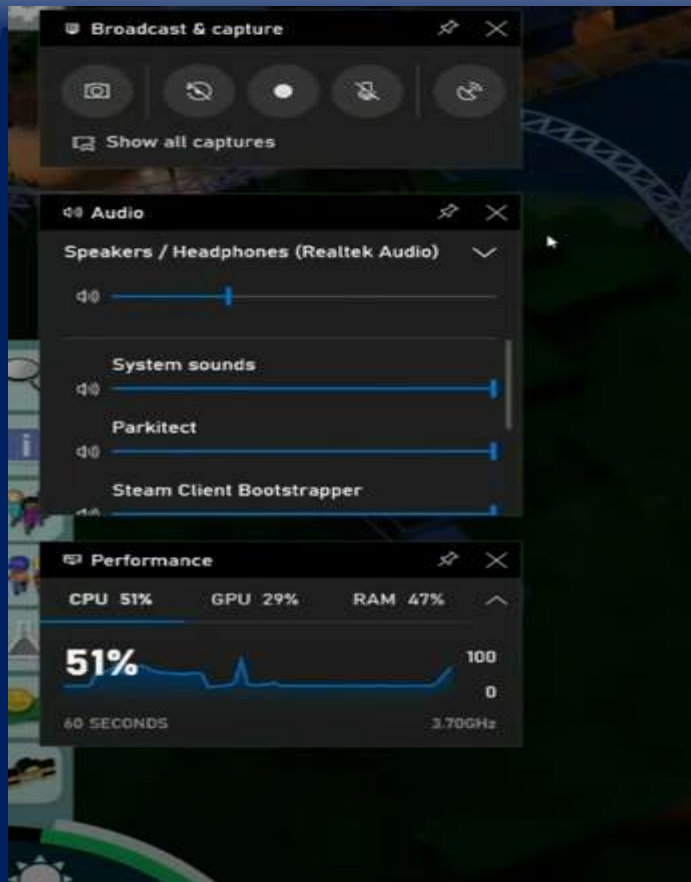 Broadcast & capture
Show all captures
Audio
Speakers / Headphones (Realtek Audio)
System sounds
Parkitect
Steam Client Bootstrapper
Performance
CPU 51% GPU 29% RAM 47%
51%
100
0
60 SECONDS 3.70GHz